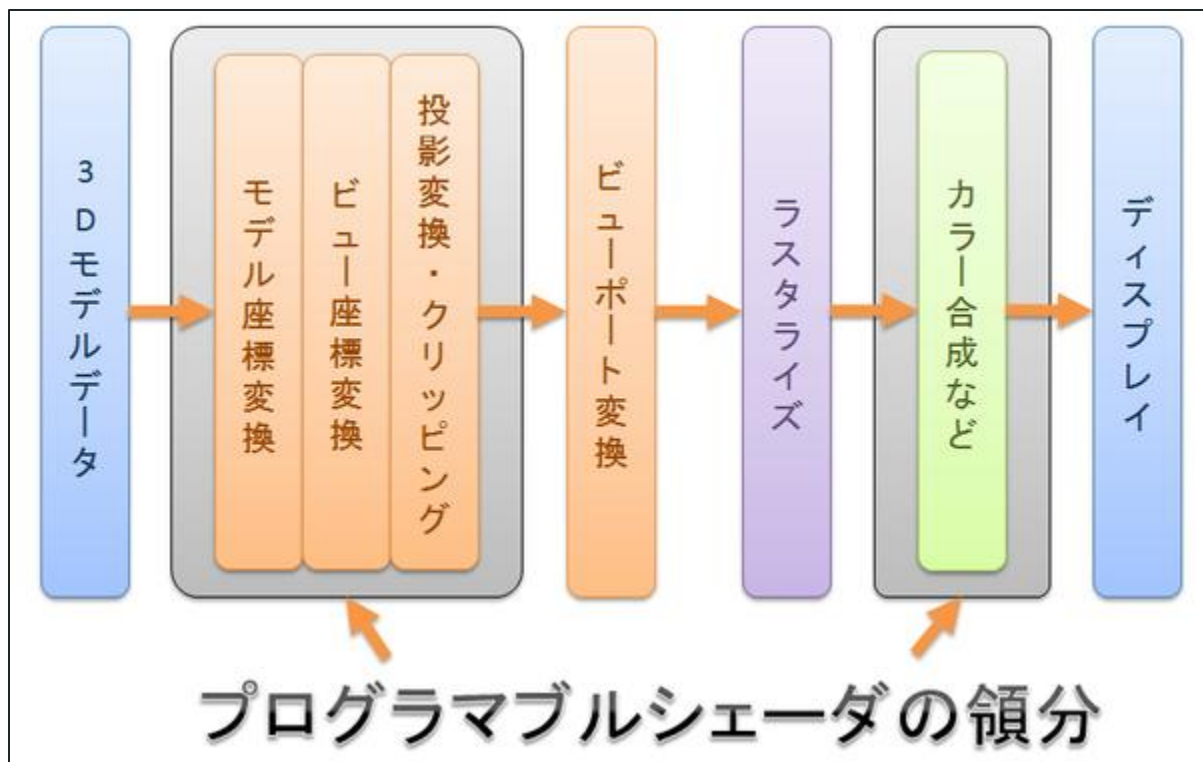 3Dモデルデータ
モデル座標変換
ビュー座標変換
投影変換・クリッピング
ビューポート変換
ラスタライズ
カラー合成など
ディスプレイ
プログラマブルシェーダの領分